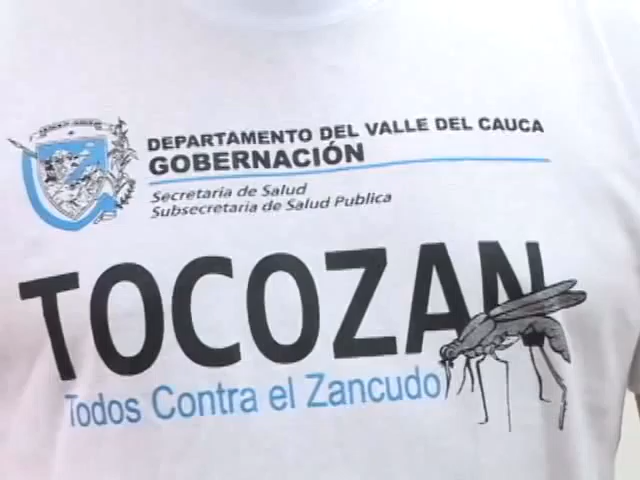 DEPARTAMENTO DEL VALLE DEL CAUCA
GOBERNACIÓN
Secretaria de Salud
Subsecretaria de Salud Publica
TOCOZAN
Todos Contra el Zancudo